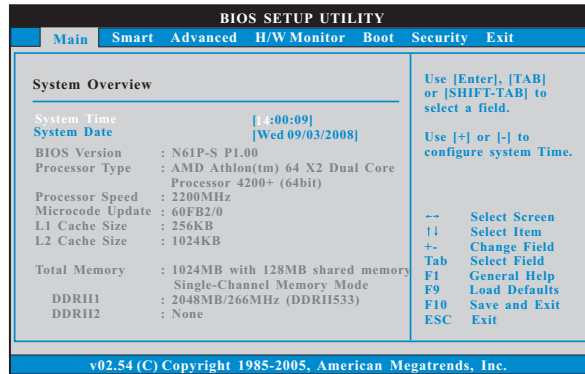 BIOS SETUP UTILITY
Main Smart Advanced H/W Monitor Boot Security Exit
System Overview
System Time [14:00:09]
System Date [Wed 09/03/2008]
BIOS Version : N61P-S P1.00
Processor Type : AMD Athlon(tm) 64 X2 Dual Core
Processor 4200+ (64bit)
Processor Speed : 2200MHz
Microcode Update : 60FB2/0
L1 Cache Size : 256KB
L2 Cache Size : 1024KB
Total Memory : 1024MB with 128MB shared memory
Single-Channel Memory Mode
DDRII1 : 2048MB/266MHz (DDRII533)
DDRII2 : None
Use [Enter], [TAB]
or [SHIFT-TAB] to
select a field.
Use [+] or [-] to
configure system Time.
←→ Select Screen
↑↓ Select Item
+- Change Field
Tab Select Field
F1 General Help
F9 Load Defaults
F10 Save and Exit
ESC Exit
v02.54 (C) Copyright 1985-2005, American Megatrends, Inc.